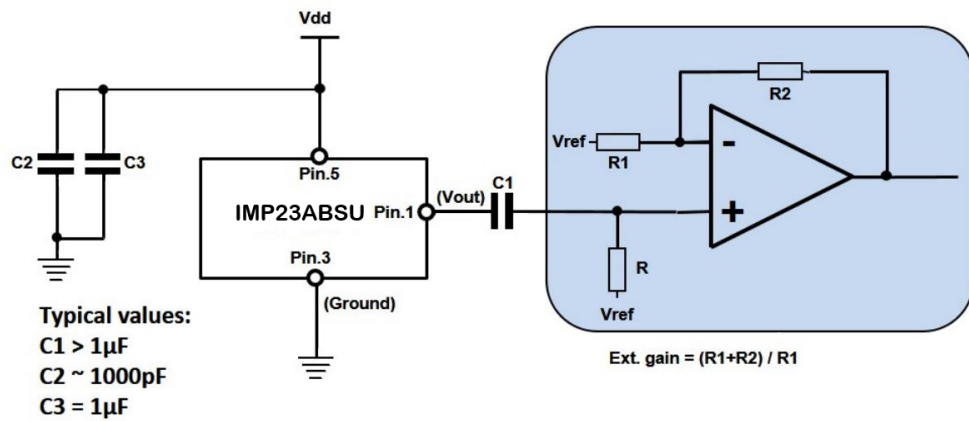 Vdd
C2
C3
Pin.5
IMP23ABSU
Pin.1
(Vout)
C1
Pin.3
(Ground)
R2
Vref
R1
-
+
R
Vref
Typical values:
C1 > 1µF
C2 ~ 1000pF
C3 = 1µF
Ext. gain = (R1+R2) / R1